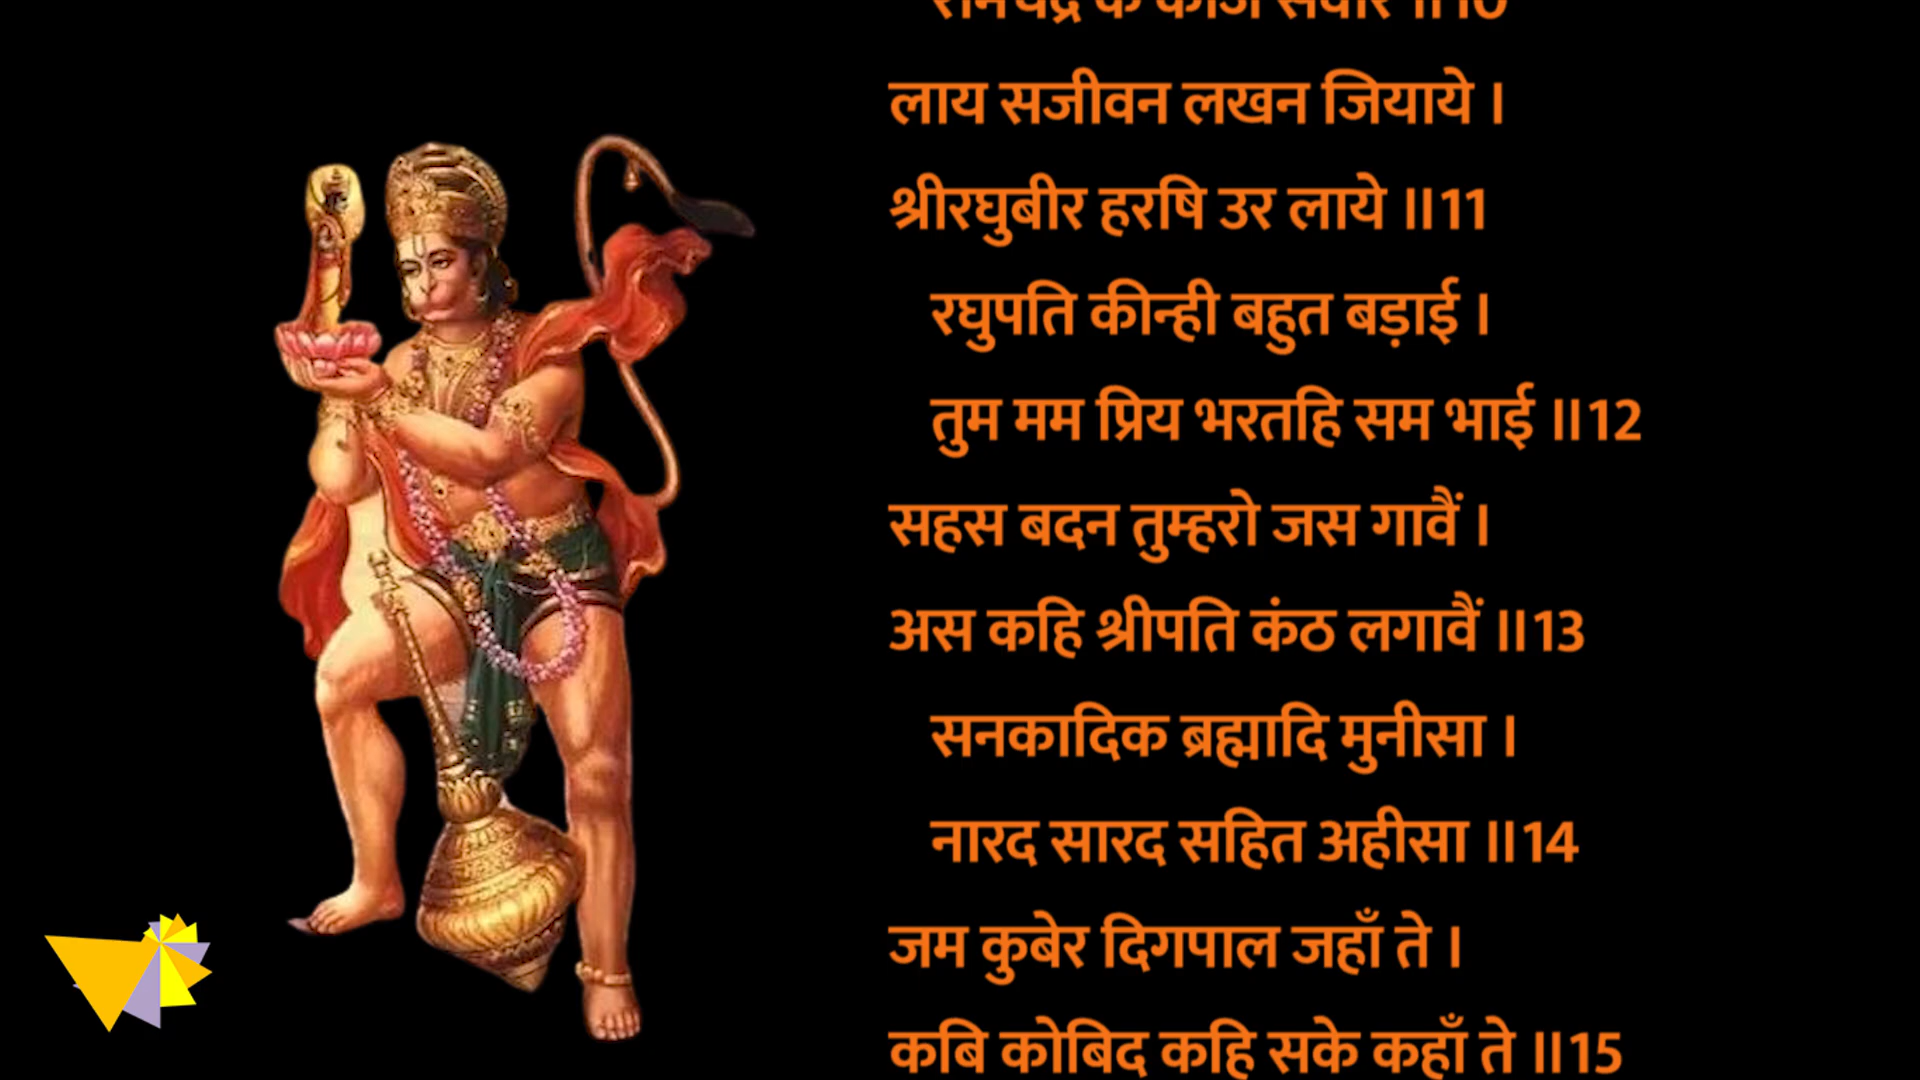 लाय सजीवन लखन जियाये ।
श्रीरघुबीर हरषि उर लाये ॥11
रघुपति कीन्ही बहुत बड़ाई ।
तुम मम प्रिय भरतहि सम भाई ॥12
सहस बदन तुम्हरो जस गावैं ।
अस कहि श्रीपति कंठ लगावैं ॥13
सनकादिक ब्रह्मादि मुनीसा ।
नारद सारद सहित अहीसा ॥14
जम कुबेर दिगपाल जहाँ ते ।
कबि कोबिद कहि सके कहाँ ते ॥15